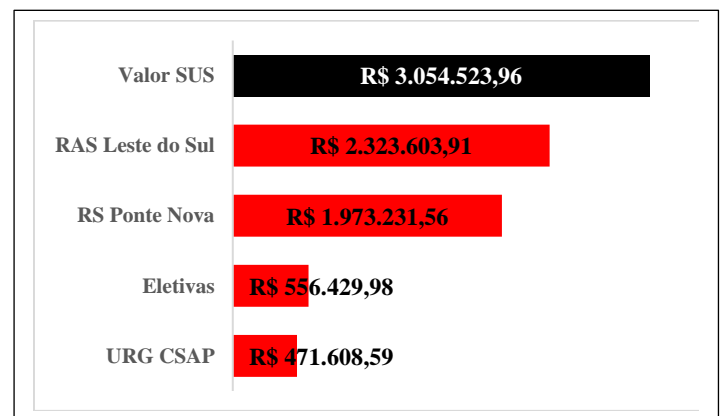 Valor SUS R$ 3.054.523,96
RAS Leste do Sul R$ 2.323.603,91
RS Ponte Nova R$ 1.973.231,56
Eletivas R$ 556.429,98
URG CSAP R$ 471.608,59